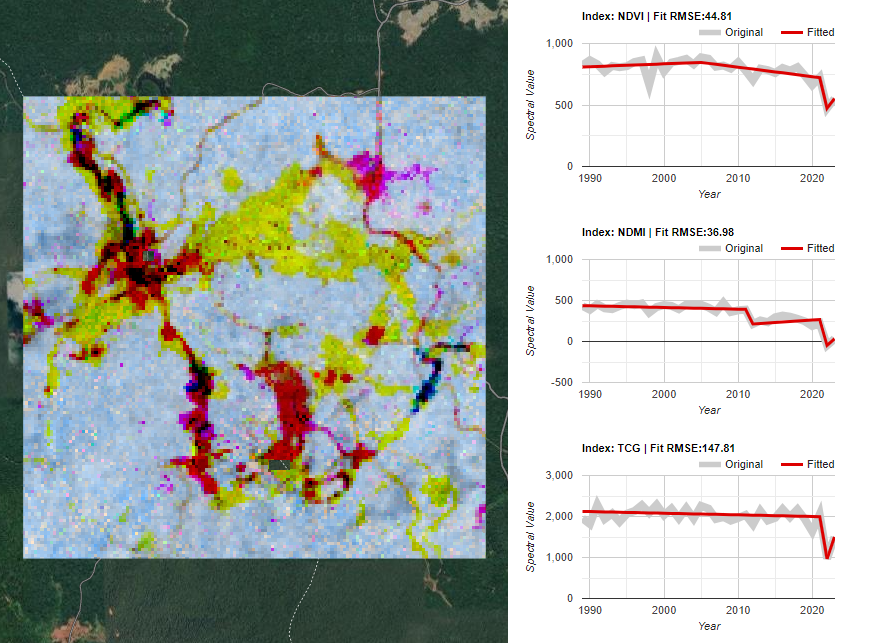 Index: NDVI | Fit RMSE:44.81
Original Fitted
1,000
500
0
Spectral Value
1990 2000 2010 2020
Year
Index: NDMI | Fit RMSE:36.98
Original Fitted
1,000
500
0
-500
Spectral Value
1990 2000 2010 2020
Year
Index: TCG | Fit RMSE:147.81
Original Fitted
3,000
2,000
1,000
0
Spectral Value
1990 2000 2010 2020
Year